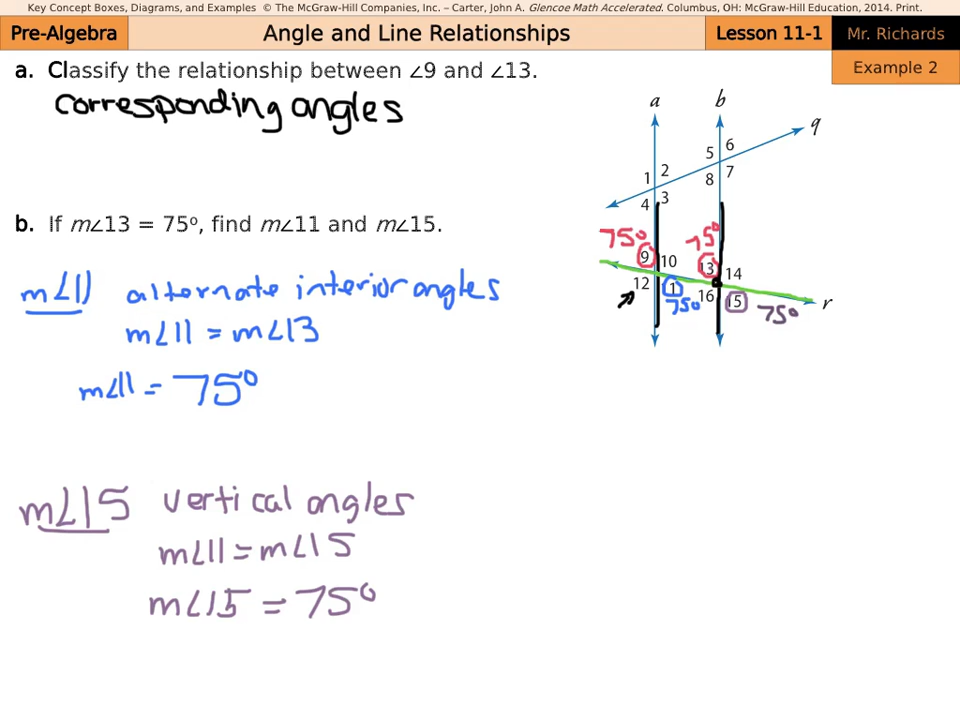 Key Concept Boxes, Diagrams, and Examples © The McGraw-Hill Companies, Inc. – Carter, John A. Glencoe Math Accelerated. Columbus, OH: McGraw-Hill Education, 2014. Print.
Pre-Algebra Angle and Line Relationships Lesson 11-1 Mr. Richards
Example 2
a. Classify the relationship between ∠9 and ∠13.
corresponding angles
b. If m∠13 = 75º, find m∠11 and m∠15.
m∠11 alternate interior angles
m∠11 = m∠13
m∠11 = 75º
m∠15 vertical angles
m∠11 = m∠15
m∠15 = 75º
a b q
5 6
1 2 8 7
4 3
75º 75º
9 10 13 14
12 1 16 15 r
75º 75º